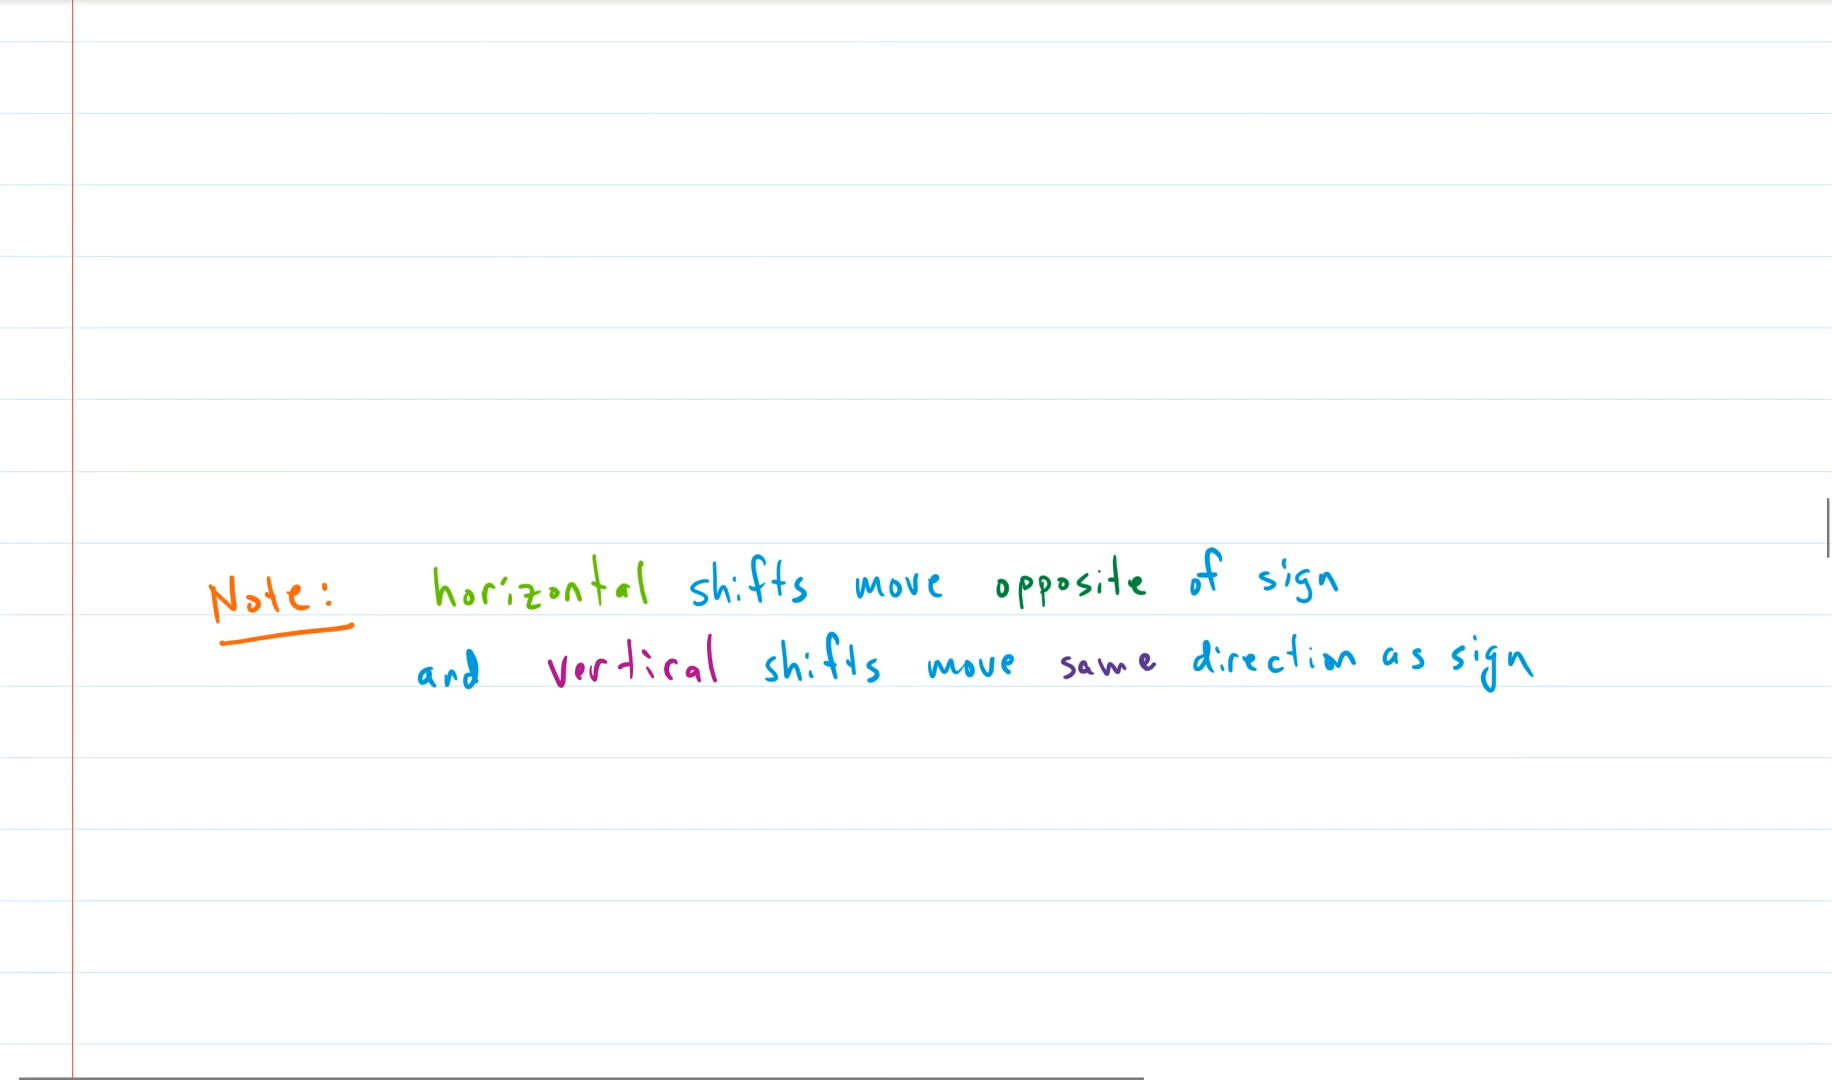 Note: horizontal shifts move opposite of sign
and vertical shifts move same direction as sign